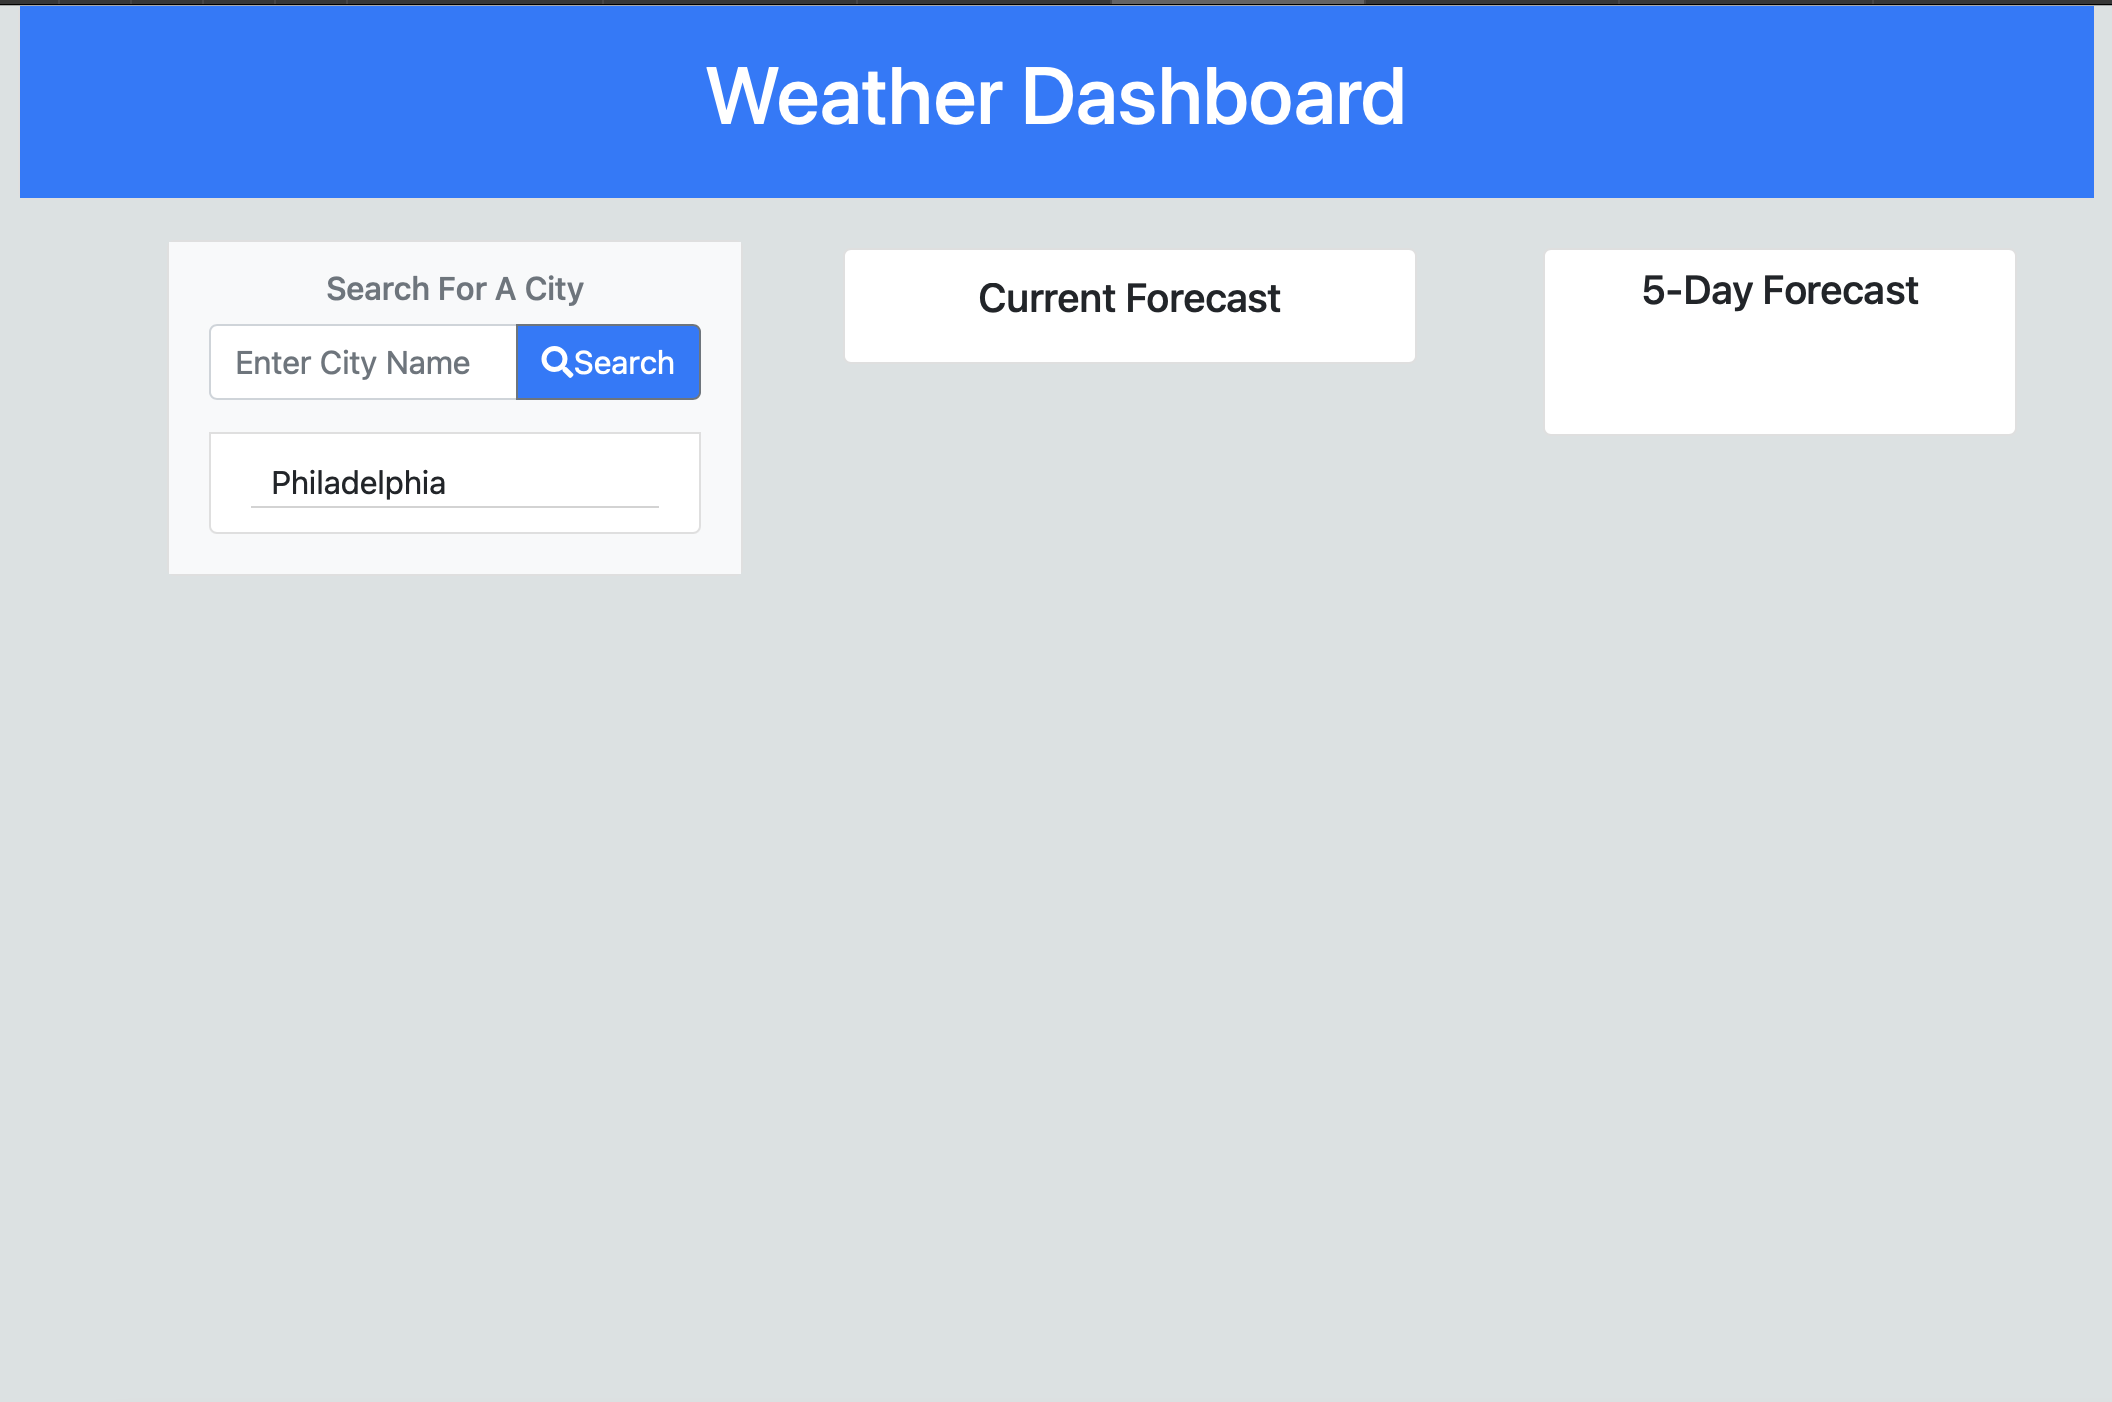 Weather Dashboard
Search For A City
Enter City Name
Search
Philadelphia
Current Forecast
5-Day Forecast